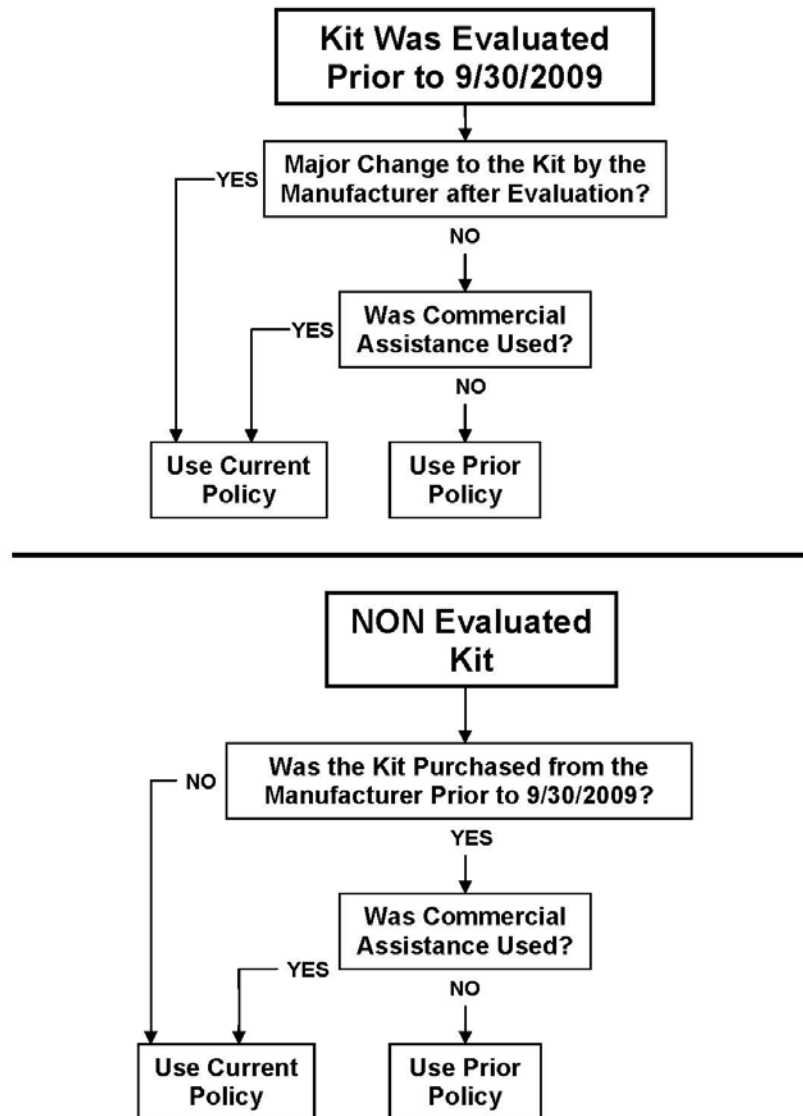 Kit Was Evaluated
Prior to 9/30/2009
Major Change to the Kit by the
Manufacturer after Evaluation?
YES
NO
Was Commercial
Assistance Used?
YES
NO
Use Current
Policy
Use Prior
Policy
NON Evaluated
Kit
Was the Kit Purchased from the
Manufacturer Prior to 9/30/2009?
NO
YES
Was Commercial
Assistance Used?
YES
NO
Use Current
Policy
Use Prior
Policy